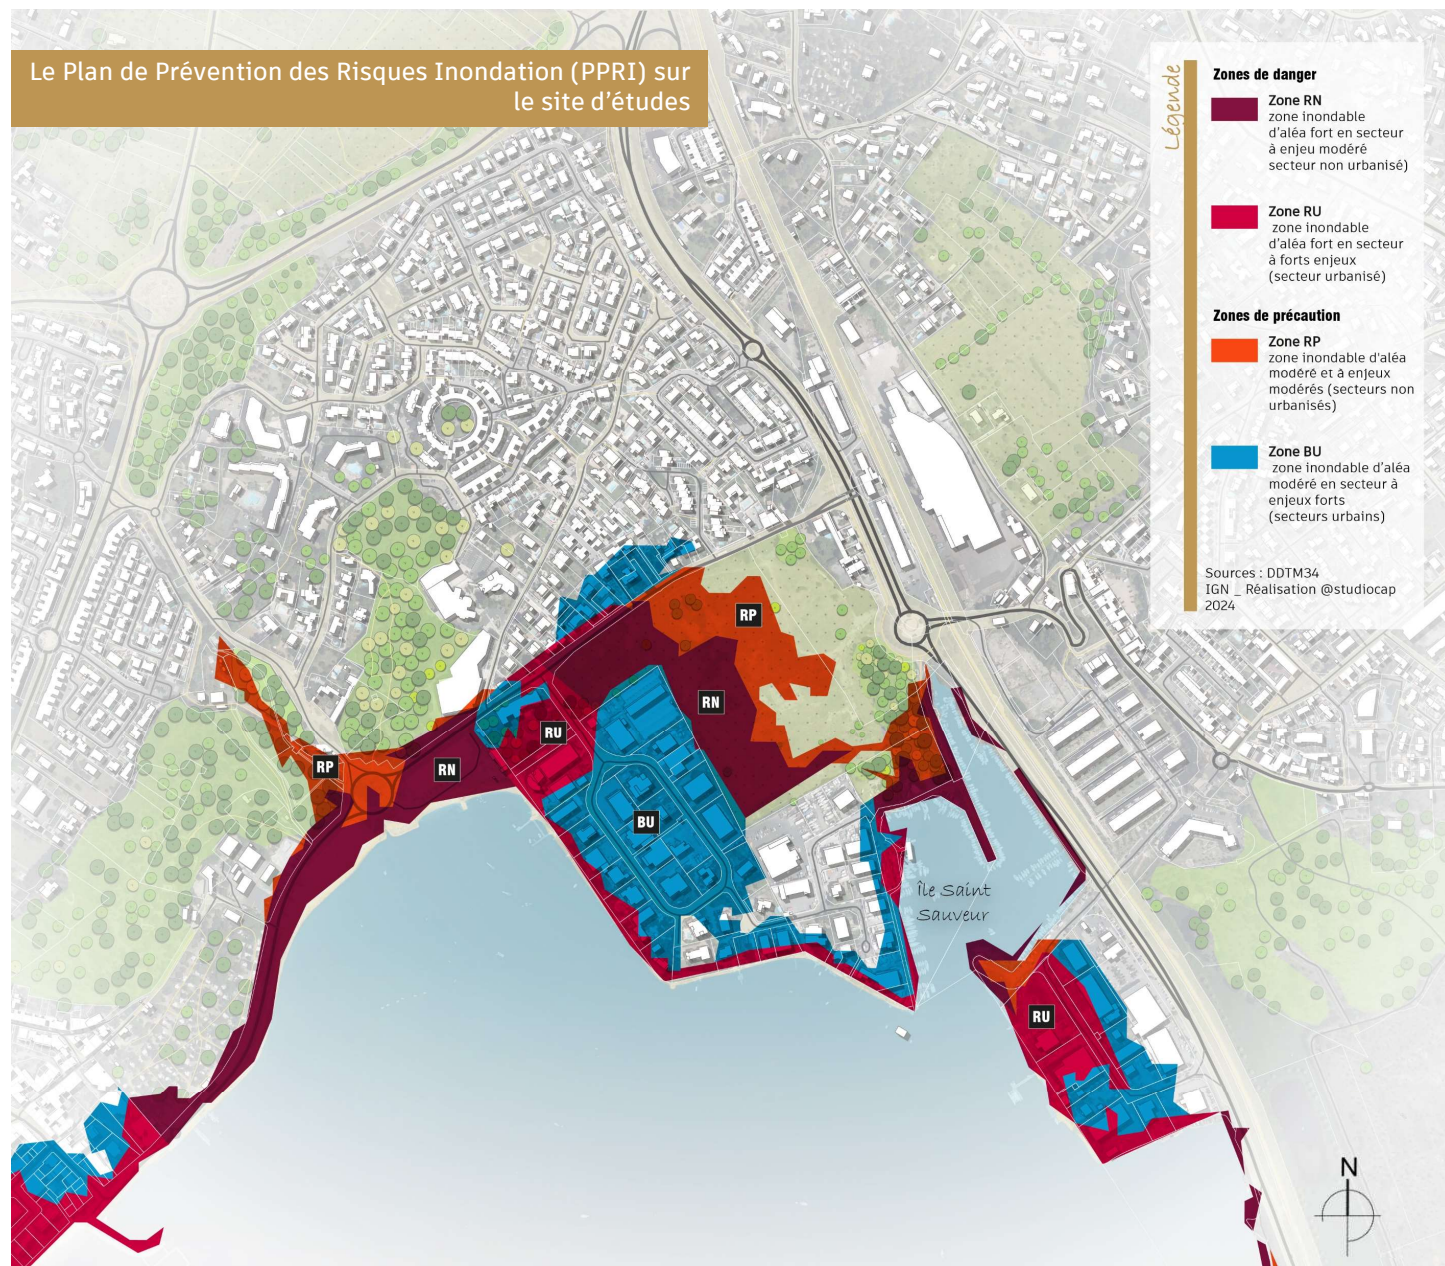 Le Plan de Prévention des Risques Inondation (PPRI) sur
le site d'études
Légende
Zones de danger
Zone RN
zone inondable
d'aléa fort en secteur
à enjeu modéré
secteur non urbanisé)
Zone RU
zone inondable
d'aléa fort en secteur
à forts enjeux
(secteur urbanisé)
Zones de précaution
Zone RP
zone inondable d'aléa
modéré et à enjeux
modérés (secteurs non
urbanisés)
Zone BU
zone inondable d'aléa
modéré en secteur à
enjeux forts
(secteurs urbains)
Sources : DDTM34
IGN _ Réalisation @studiocap
2024
RP
RN
RU
RP
RN
BU
Île Saint
Sauveur
RU
N